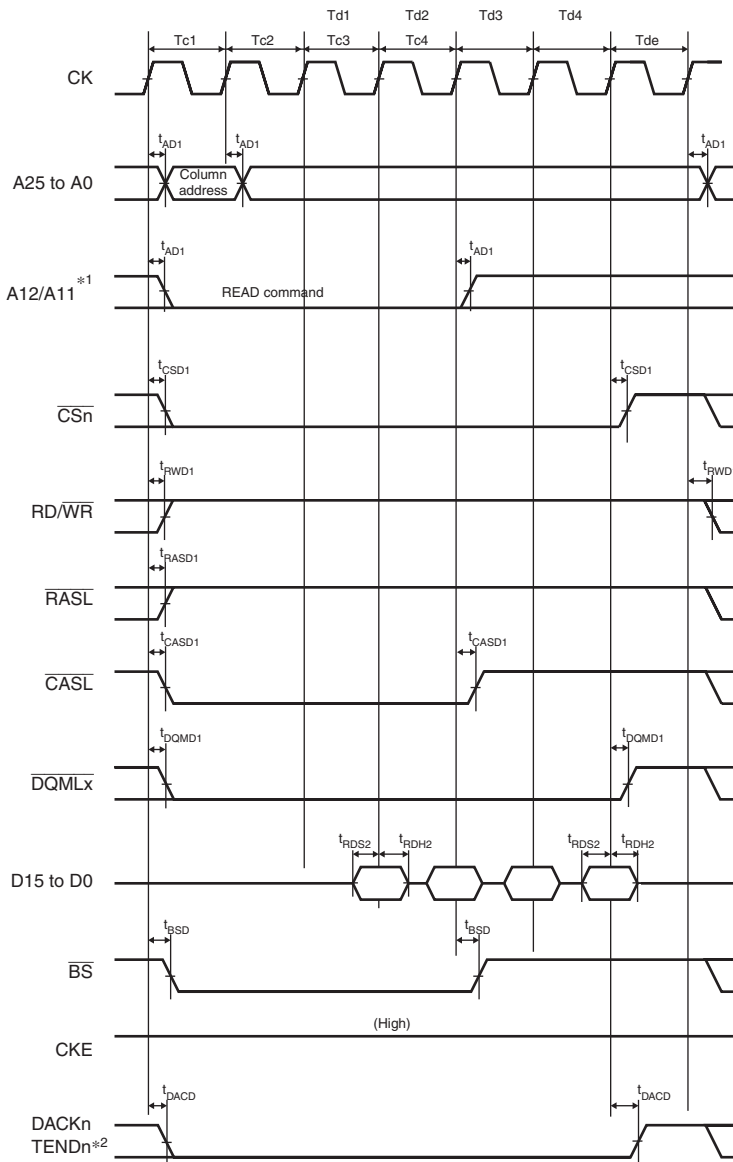 Td1 Td2 Td3 Td4
Tc1 Tc2 Tc3 Tc4 Tde
CK
tAD1 tAD1 tAD1
A25 to A0
Column
address
tAD1 tAD1
A12/A11 *1
READ command
tCSD1 tCSD1
CSn
tRWD1 tRWD1
RD/WR
tRASD1
RASL
tCASD1 tCASD1
CASL
tDQMD1 tDQMD1
DQMLx
tRDS2 tRDH2 tRDS2 tRDH2
D15 to D0
tBSD tBSD
BS
(High)
CKE
tDACD tDACD
DACKn
TENDn*2